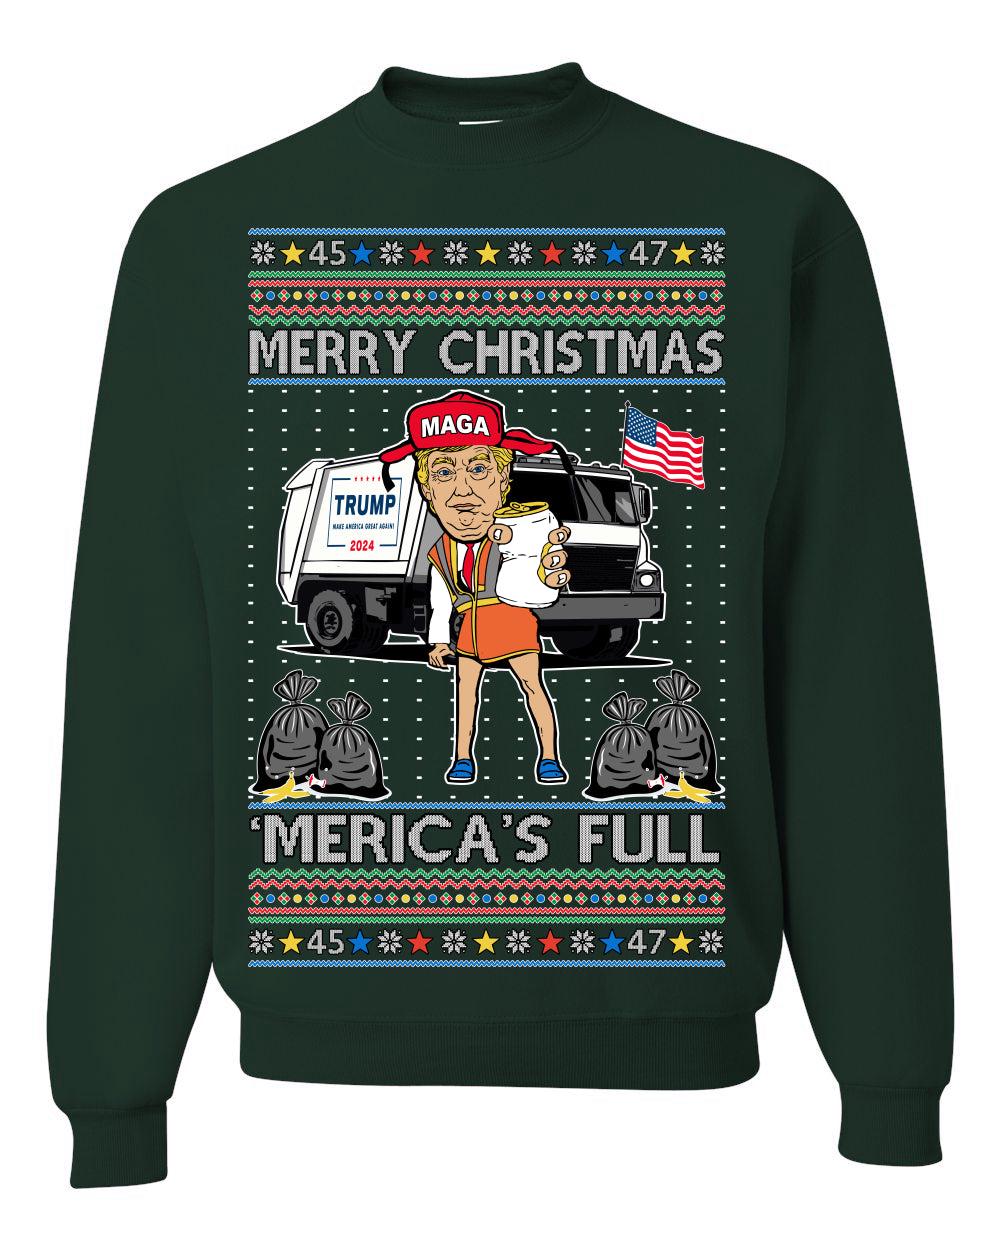 45 47
MERRY CHRISTMAS
MAGA
TRUMP
MAKE AMERICA GREAT AGAIN!
2024
'MERICA'S FULL
45 47